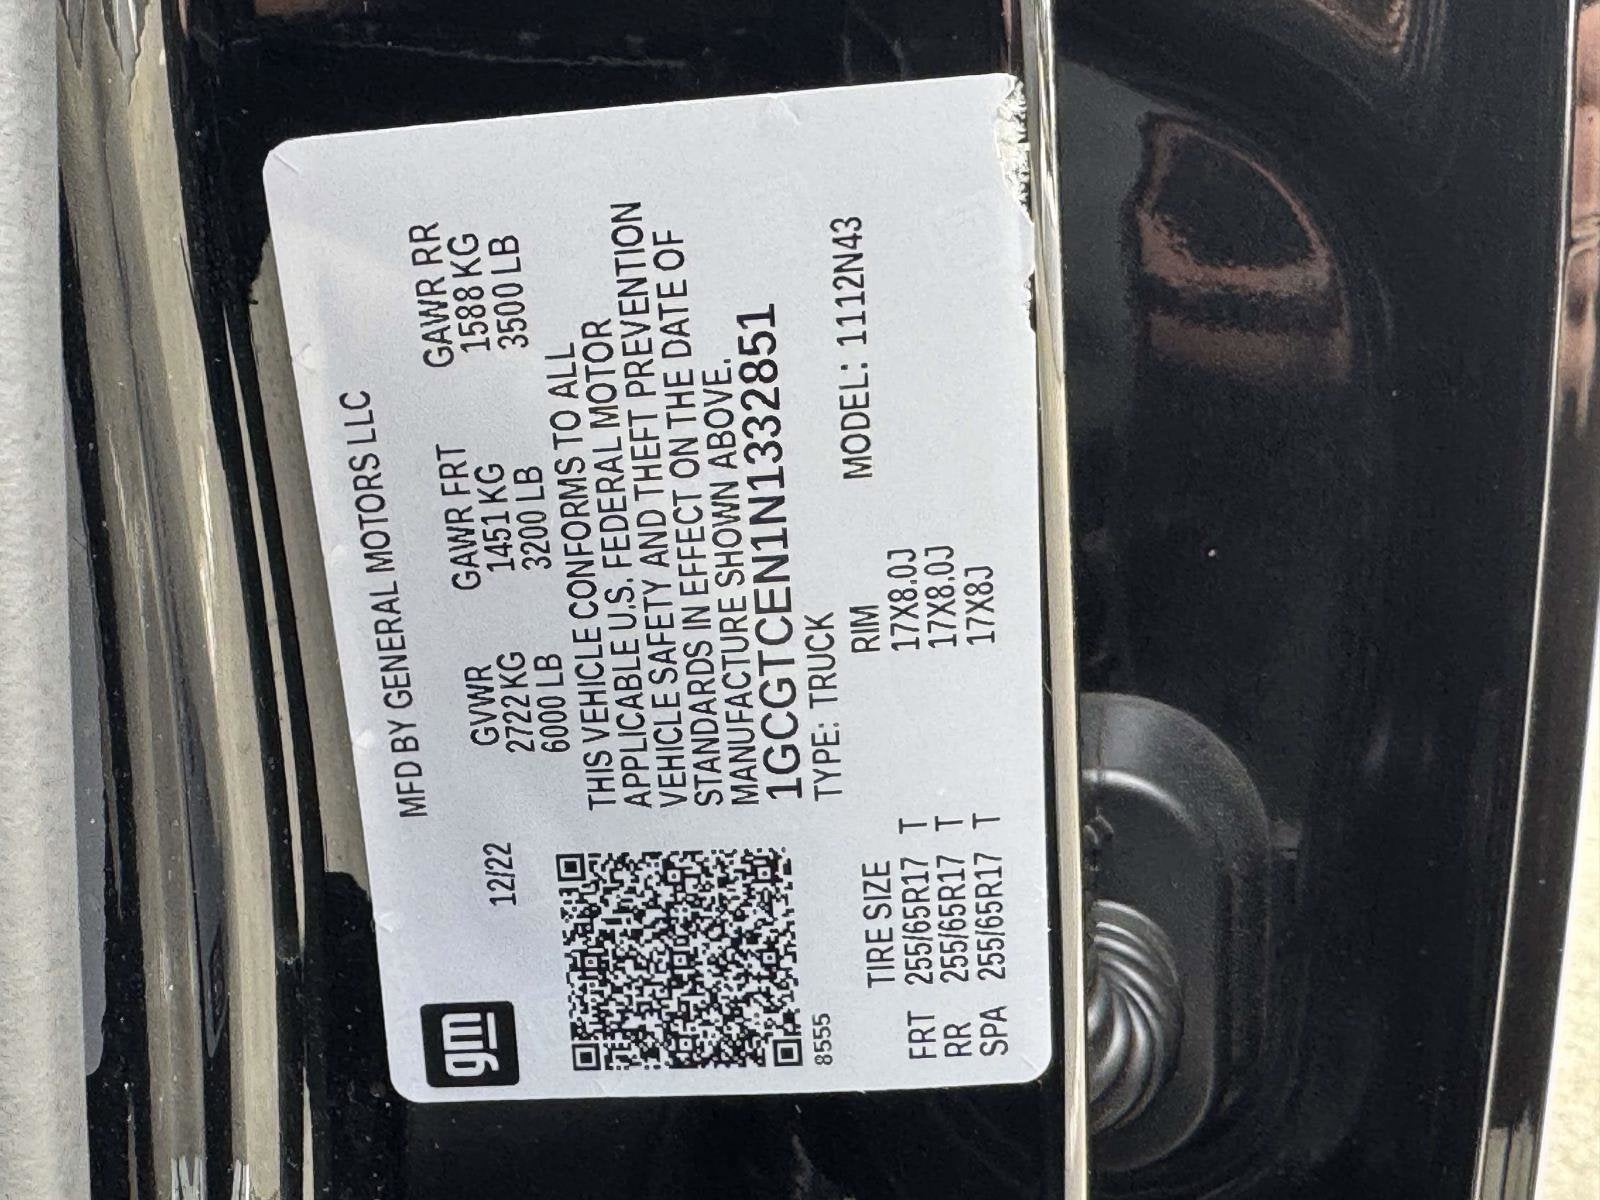 gm
MFD BY GENERAL MOTORS LLC
12/22
GVWR GAWR FRT GAWR RR
2722 KG 1451 KG 1588 KG
6000 LB 3200 LB 3500 LB
THIS VEHICLE CONFORMS TO ALL
APPLICABLE U.S. FEDERAL MOTOR
VEHICLE SAFETY AND THEFT PREVENTION
STANDARDS IN EFFECT ON THE DATE OF
MANUFACTURE SHOWN ABOVE.
1GCGTCEN1N1332851
8555 TYPE: TRUCK MODEL: 1112N43
TIRE SIZE RIM
FRT 255/65R17 T 17X8.0J
RR 255/65R17 T 17X8.0J
SPA 255/65R17 T 17X8J